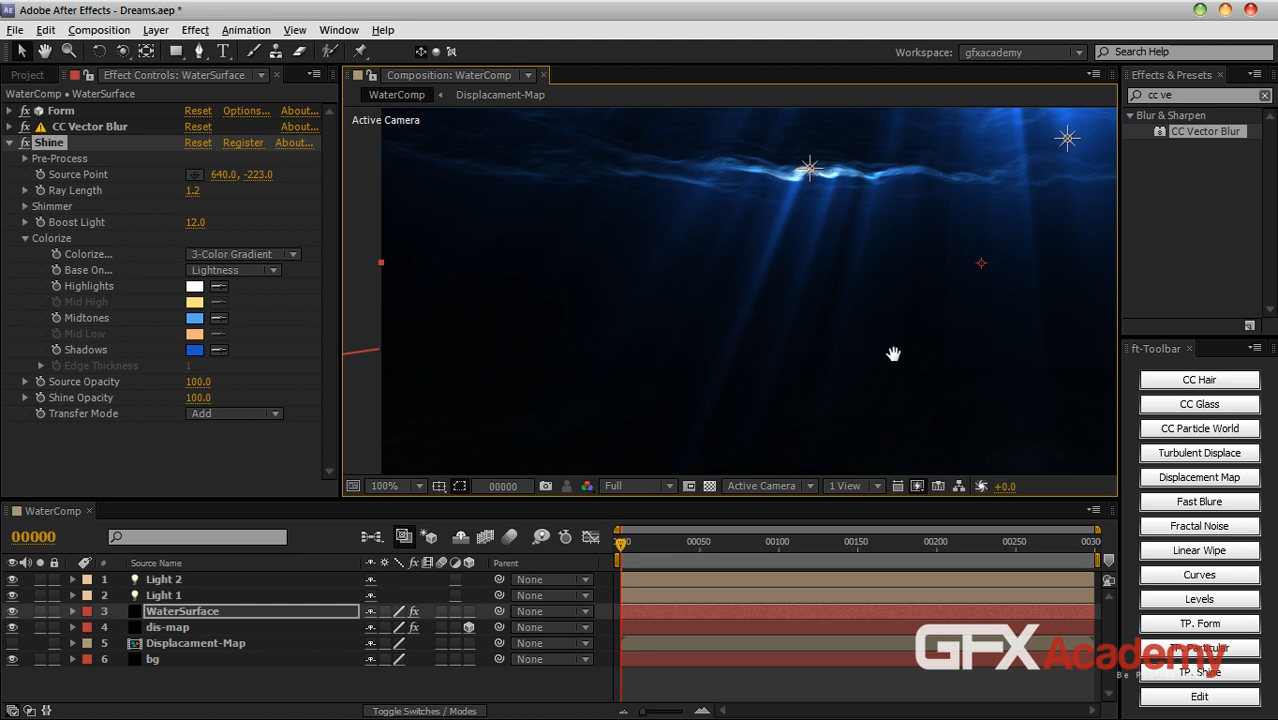 Adobe After Effects - Dreams.aep *
File Edit Composition Layer Effect Animation View Window Help
Workspace: gfxacademy Search Help
Project Effect Controls: WaterSurface
WaterComp • WaterSurface
Form Reset Options... About...
CC Vector Blur Reset About...
Shine Reset Register About...
Pre-Process
Source Point 640.0, -223.0
Ray Length 1.2
Shimmer
Boost Light 12.0
Colorize
Colorize... 3-Color Gradient
Base On... Lightness
Highlights
Mid High
Midtones
Mid Low
Shadows
Edge Thickness 1
Source Opacity 100.0
Shine Opacity 100.0
Transfer Mode Add
Composition: WaterComp
WaterComp Displacament-Map
Active Camera
100% 00000 Full Active Camera 1 View +0.0
Effects & Presets
cc ve
Blur & Sharpen
CC Vector Blur
ft-Toolbar
CC Hair
CC Glass
CC Particle World
Turbulent Displace
Displacement Map
Fast Blure
Fractal Noise
Linear Wipe
Curves
Levels
TP. Form
TP. Particular
TP. Shine
Edit
WaterComp
00000
00050 00100 00150 00200 00250 0030
# Source Name Parent
1 Light 2 None
2 Light 1 None
3 WaterSurface None
4 dis-map None
5 Displacament-Map None
6 bg None
Toggle Switches / Modes
GFXAcademy